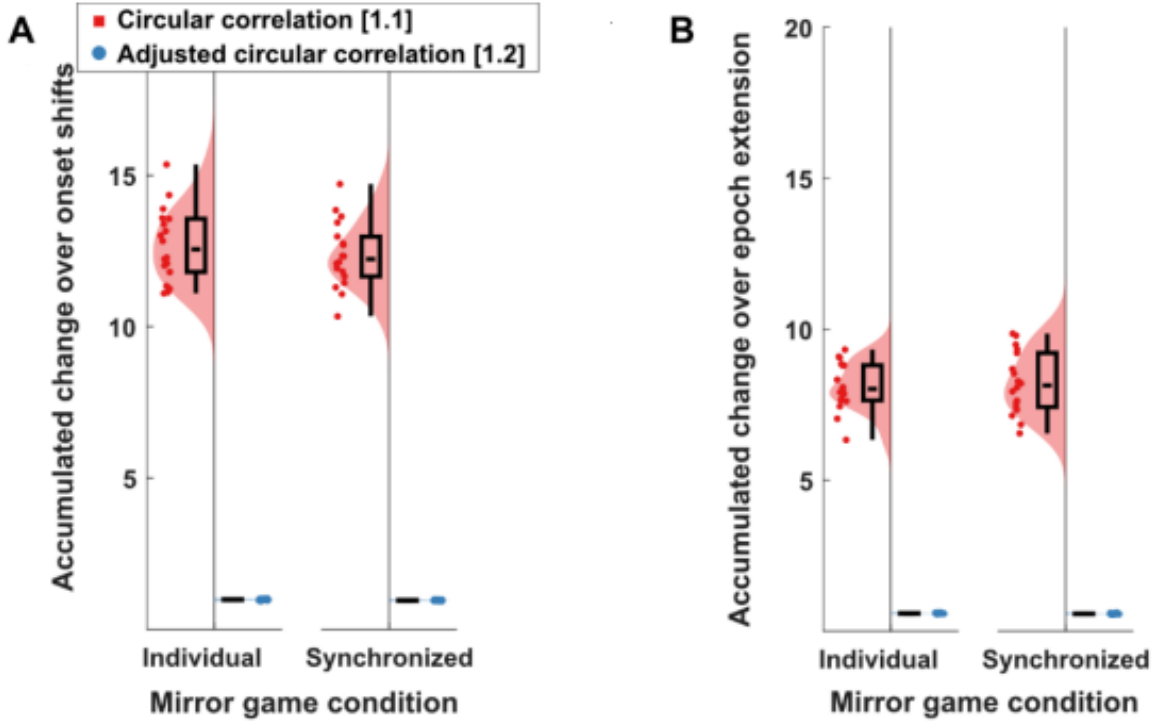 A
Circular correlation [1.1]
Adjusted circular correlation [1.2]
Accumulated change over onset shifts
15
10
5
Individual
Synchronized
Mirror game condition
B
Accumulated change over epoch extension
20
15
10
5
Individual
Synchronized
Mirror game condition